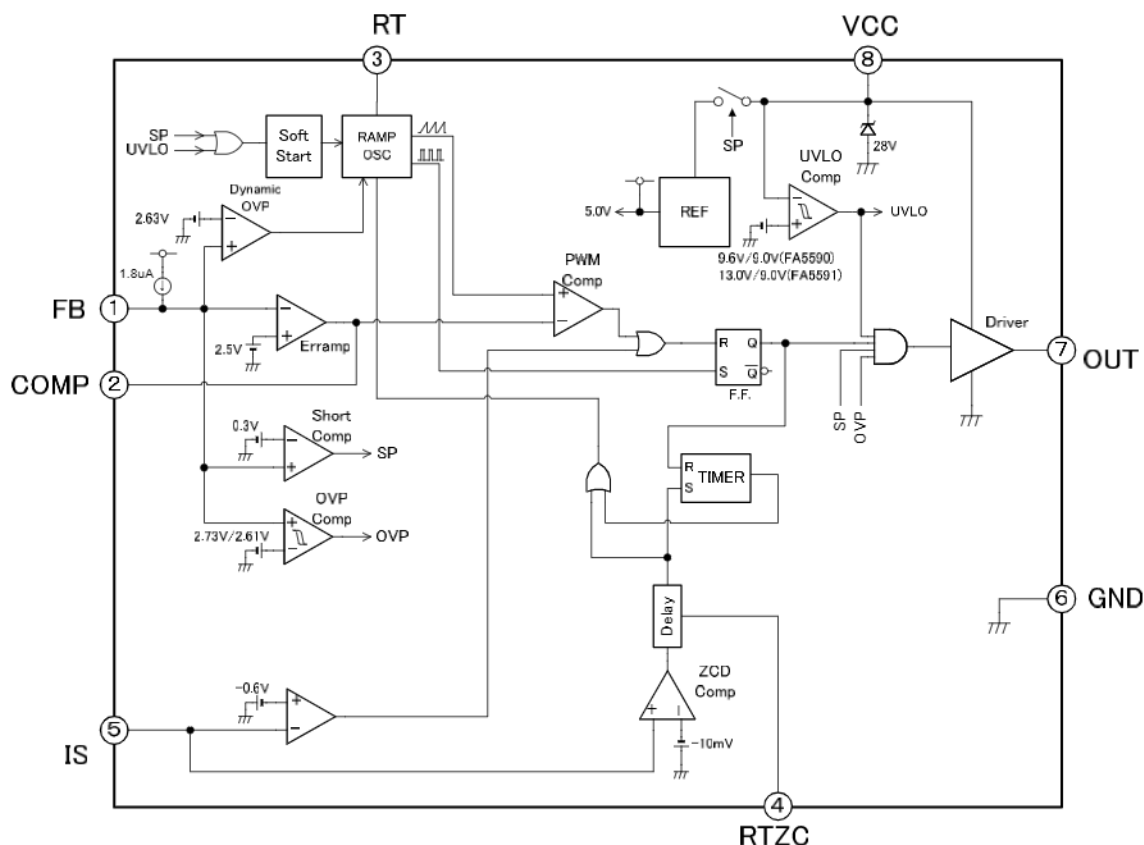 RT
VCC
3
8
SP
UVLO
Soft
Start
RAMP
OSC
SP
28V
UVLO
Comp
Dynamic
OVP
2.63V
5.0V
REF
UVLO
9.6V/9.0V(FA5590)
13.0V/9.0V(FA5591)
1.8uA
PWM
Comp
FB
1
2.5V
Erramp
R
Q
S
Q
F.F.
Driver
7
OUT
COMP
2
SP
OVP
0.3V
Short
Comp
SP
R
S
TIMER
OVP
Comp
2.73V/2.61V
OVP
Delay
6
GND
-0.6V
ZCD
Comp
5
IS
-10mV
4
RTZC